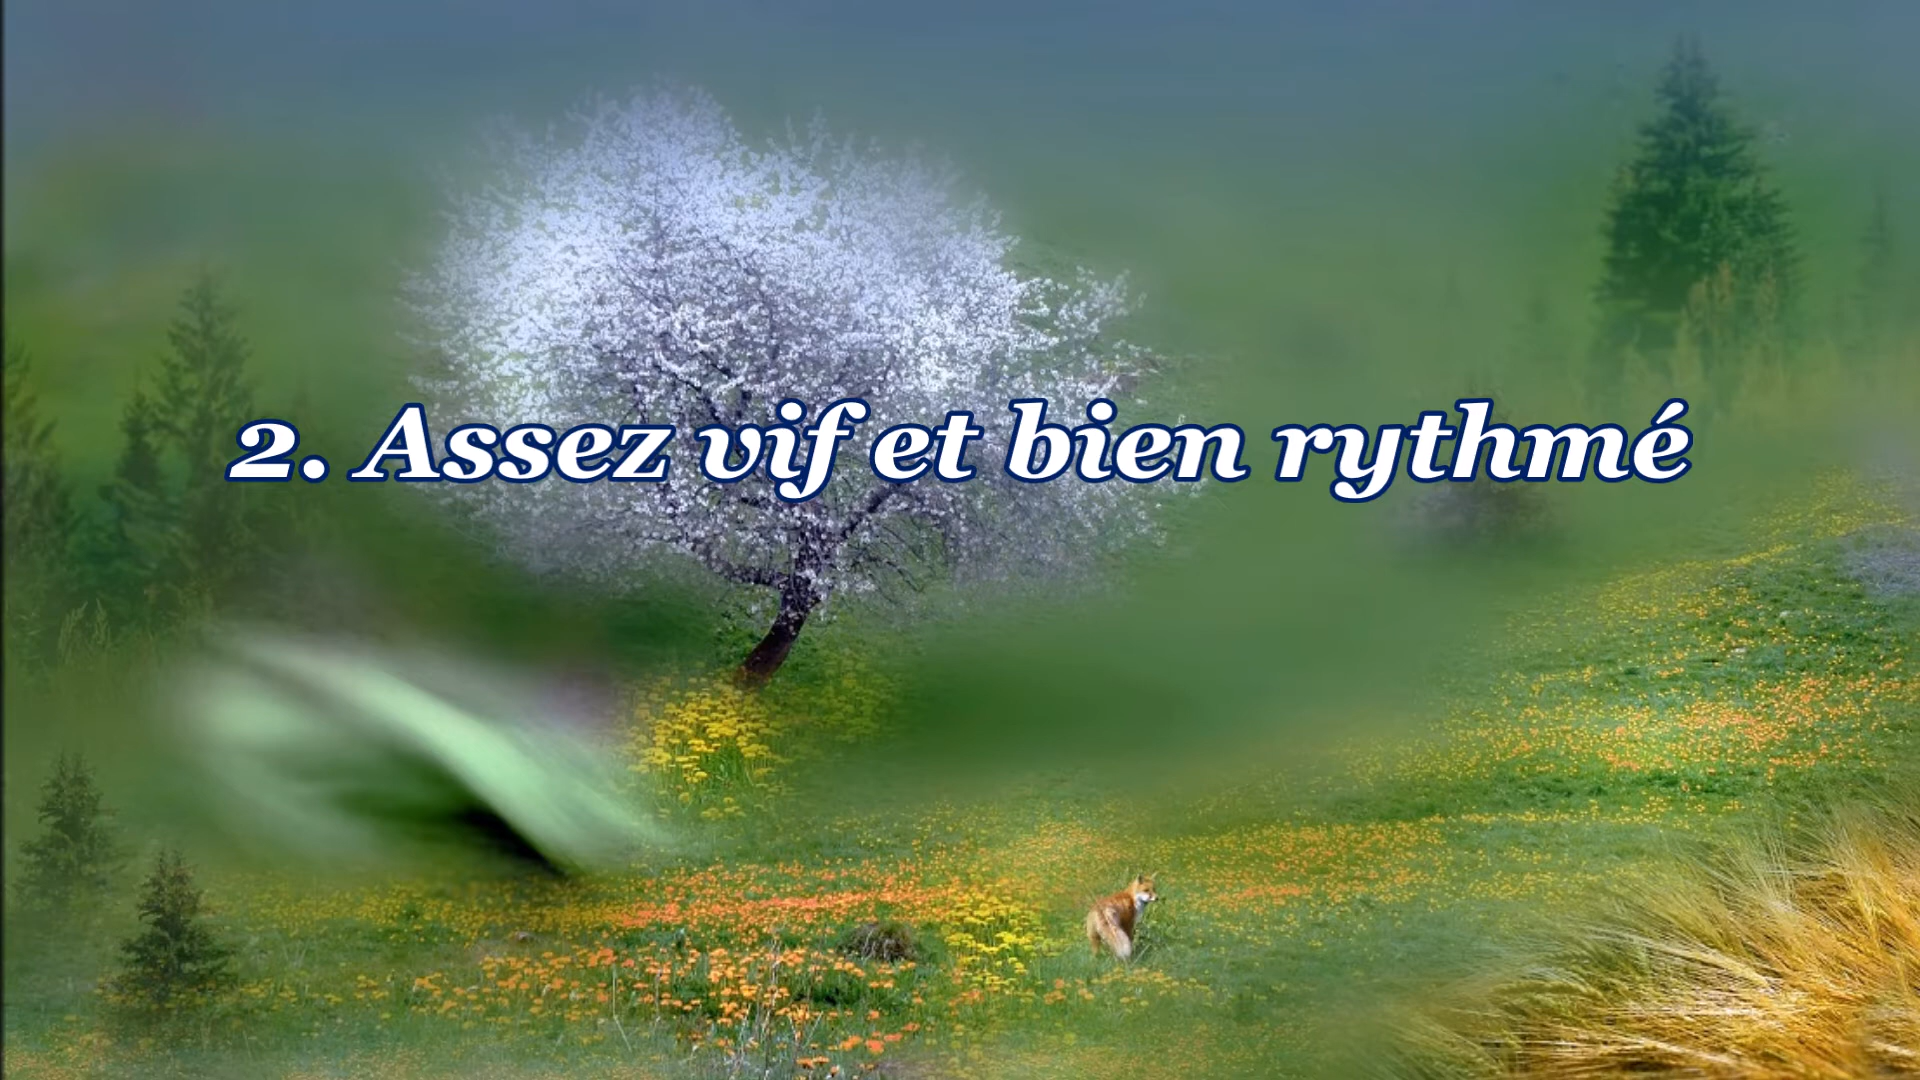 2. Assez vif et bien rythmé